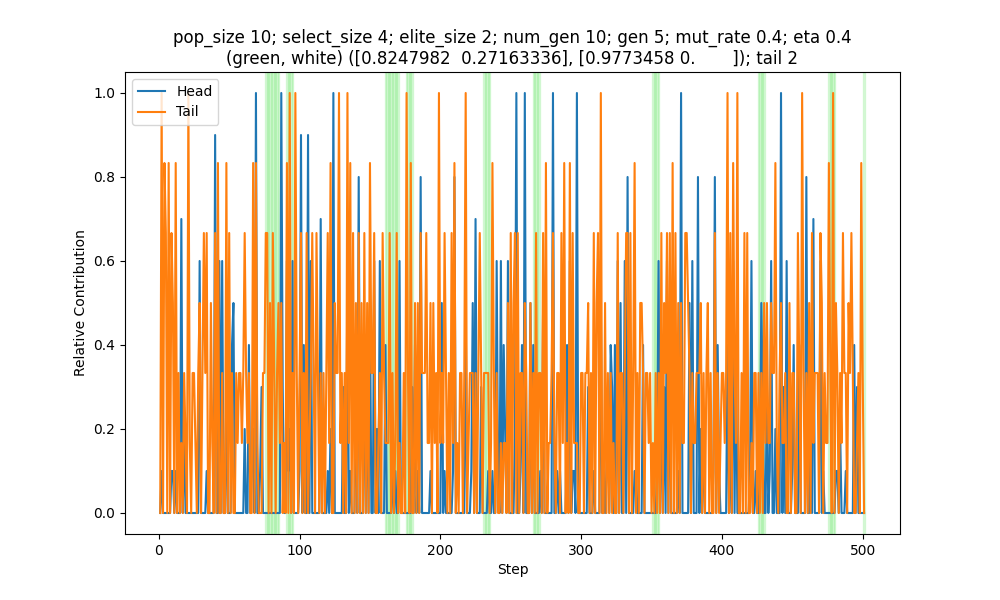 pop_size 10; select_size 4; elite_size 2; num_gen 10; gen 5; mut_rate 0.4; eta 0.4
(green, white) ([0.8247982 0.27163336], [0.9773458 0. ]); tail 2
Head
Tail
1.0
0.8
0.6
0.4
0.2
0.0
Relative Contribution
0 100 200 300 400 500
Step